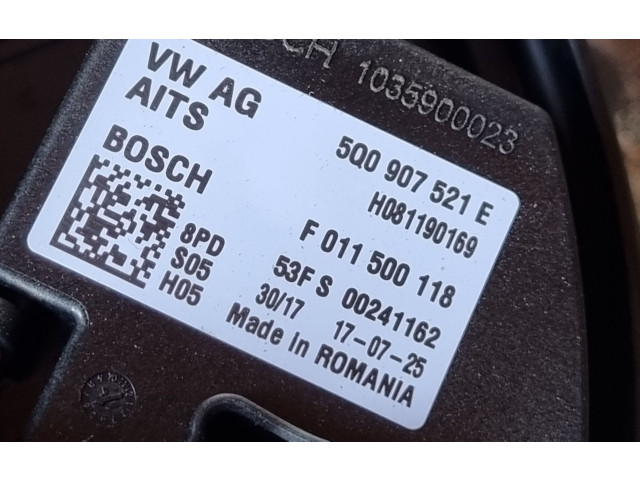 CH 1035900023
VW AG
AITS
BOSCH
5Q0 907 521 E
H081190169
8PD
S05
H05
F 011 500 118
53F S 00241162
30/17 17-07-25
Made in ROMANIA